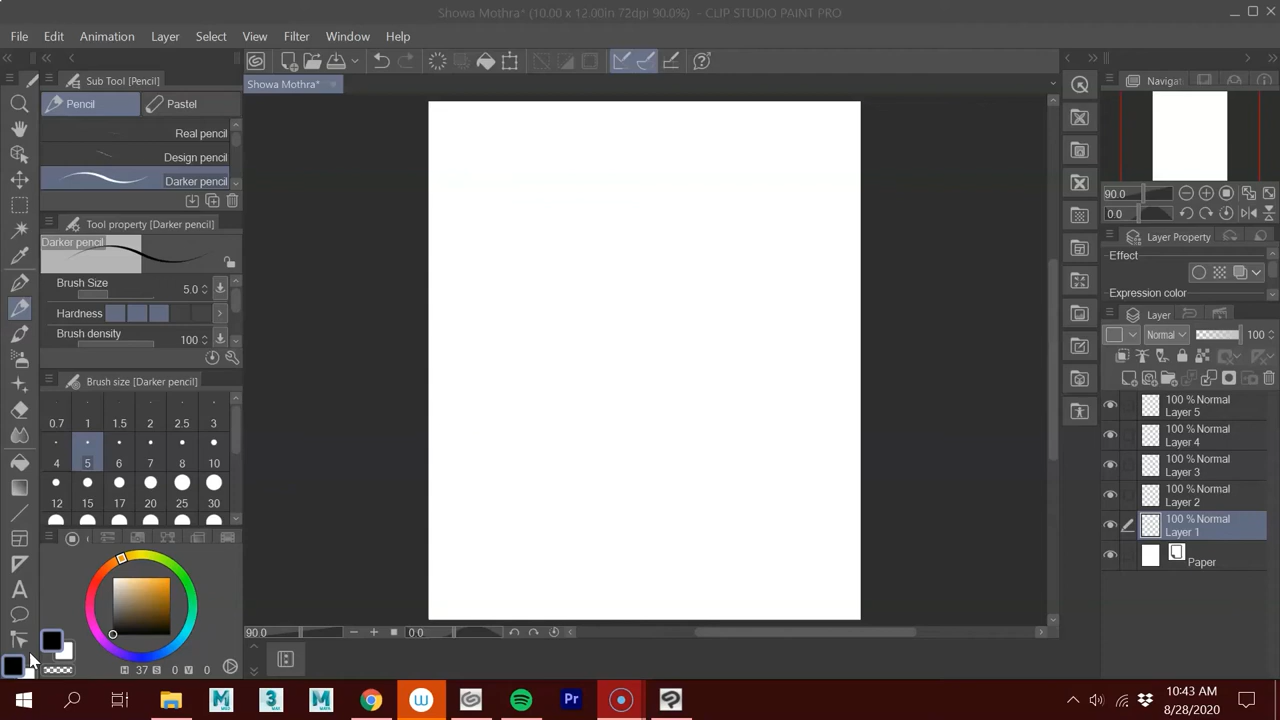 Showa Mothra* (10.00 x 12.00in 72dpi 90.0%) - CLIP STUDIO PAINT PRO
File Edit Animation Layer Select View Filter Window Help
Sub Tool [Pencil]
Showa Mothra*
Navigat
Pencil Pastel
Real pencil
Design pencil
Darker pencil
90.0
0.0
Tool property [Darker pencil]
Layer Property
Darker pencil
Effect
Brush Size 5.0
Expression color
Hardness
Layer
Brush density 100
Normal 100
Brush size [Darker pencil]
0.7 1 1.5 2 2.5 3
4 5 6 7 8 10
12 15 17 20 25 30
100 % Normal
Layer 5
100 % Normal
Layer 4
100 % Normal
Layer 3
100 % Normal
Layer 2
100 % Normal
Layer 1
Paper
A
90.0 0.0
H 37 S 0 V 0
M 3 M W Pr
10:43 AM
8/28/2020